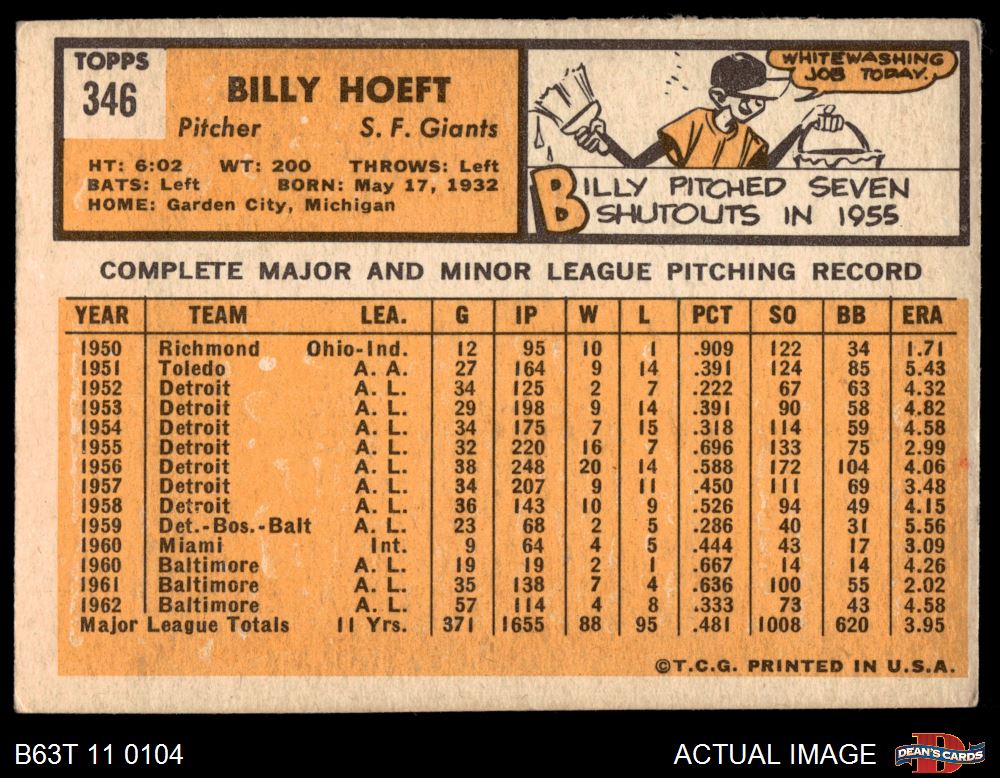 TOPPS
346
BILLY HOEFT
Pitcher S. F. Giants
HT: 6:02 WT: 200 THROWS: Left
BATS: Left BORN: May 17, 1932
HOME: Garden City, Michigan
WHITEWASHING
JOB TODAY.
BILLY PITCHED SEVEN
SHUTOUTS IN 1955
COMPLETE MAJOR AND MINOR LEAGUE PITCHING RECORD
YEAR TEAM LEA. G IP W L PCT SO BB ERA
1950 Richmond Ohio-Ind. 12 95 10 1 .909 122 34 1.71
1951 Toledo A. A. 27 164 9 14 .391 124 85 5.43
1952 Detroit A. L. 34 125 2 7 .222 67 63 4.32
1953 Detroit A. L. 29 198 9 14 .391 90 58 4.82
1954 Detroit A. L. 34 175 7 15 .318 114 59 4.58
1955 Detroit A. L. 32 220 16 7 .696 133 75 2.99
1956 Detroit A. L. 38 248 20 14 .588 172 104 4.06
1957 Detroit A. L. 34 207 9 11 .450 111 69 3.48
1958 Detroit A. L. 36 143 10 9 .526 94 49 4.15
1959 Det.-Bos.-Balt A. L. 23 68 2 5 .286 40 31 5.56
1960 Miami Int. 9 64 4 5 .444 43 17 3.09
1960 Baltimore A. L. 19 19 2 1 .667 14 14 4.26
1961 Baltimore A. L. 35 138 7 4 .636 100 55 2.02
1962 Baltimore A. L. 57 114 4 8 .333 73 43 4.58
Major League Totals 11 Yrs. 371 1655 88 95 .481 1008 620 3.95
©T.C.G. PRINTED IN U.S.A.
B63T 11 0104 ACTUAL IMAGE DEAN'S CARDS